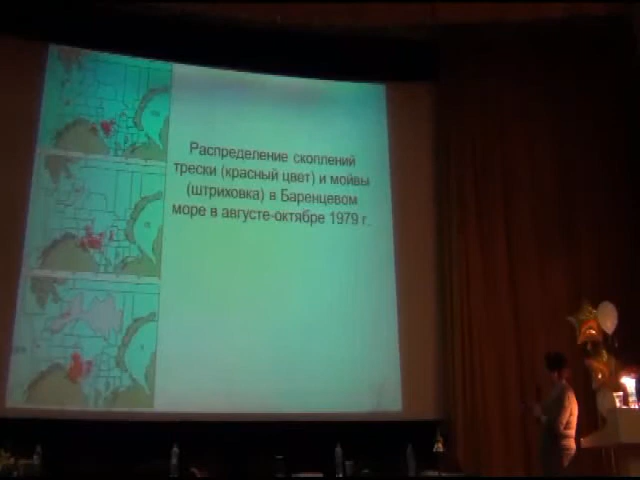 Распределение скоплений
трески (красный цвет) и мойвы
(штриховка) в Баренцевом
море в августе-октябре 1979 г.